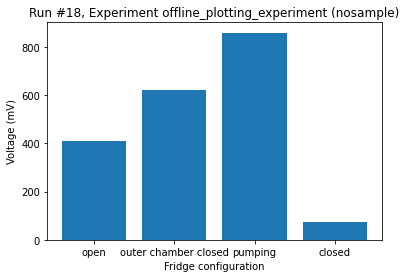 Run #18, Experiment offline_plotting_experiment (nosample)
Voltage (mV)
800
600
400
200
0
open outer chamber closed pumping closed
Fridge configuration